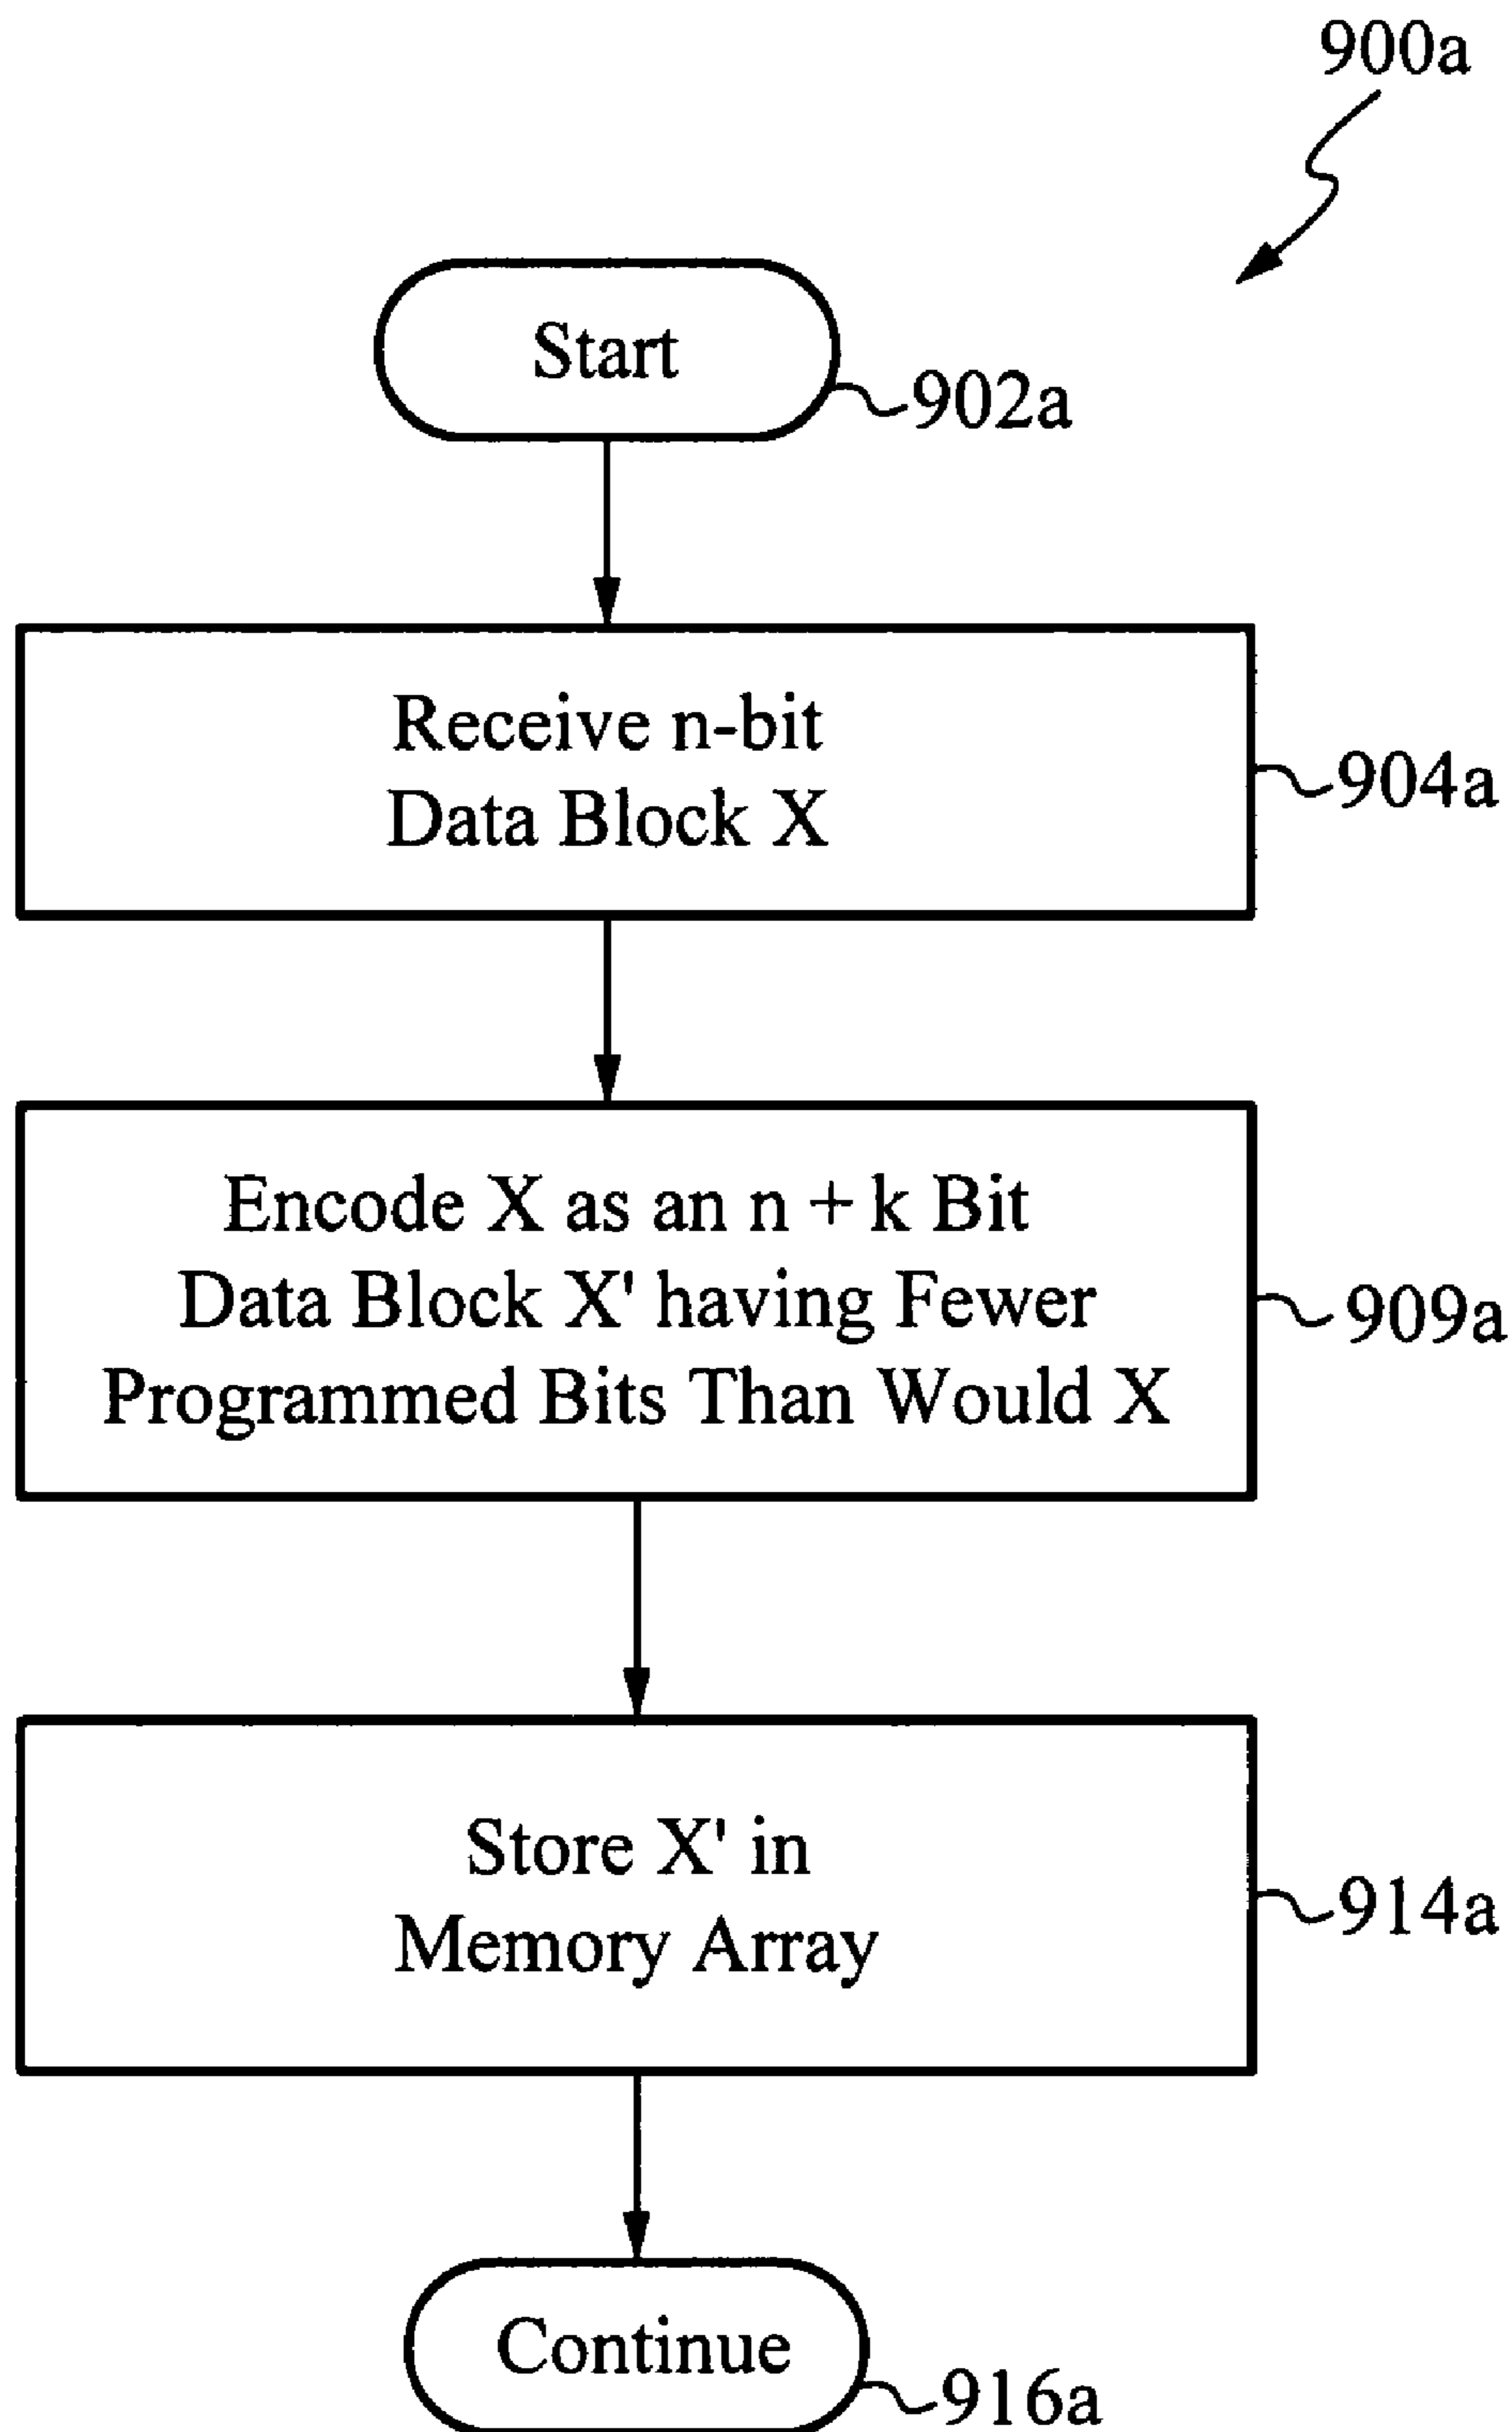 900a
Start
902a
Receive n-bit
Data Block X
904a
Encode X as an n + k Bit
Data Block X' having Fewer
Programmed Bits Than Would X
909a
Store X' in
Memory Array
914a
Continue
916a